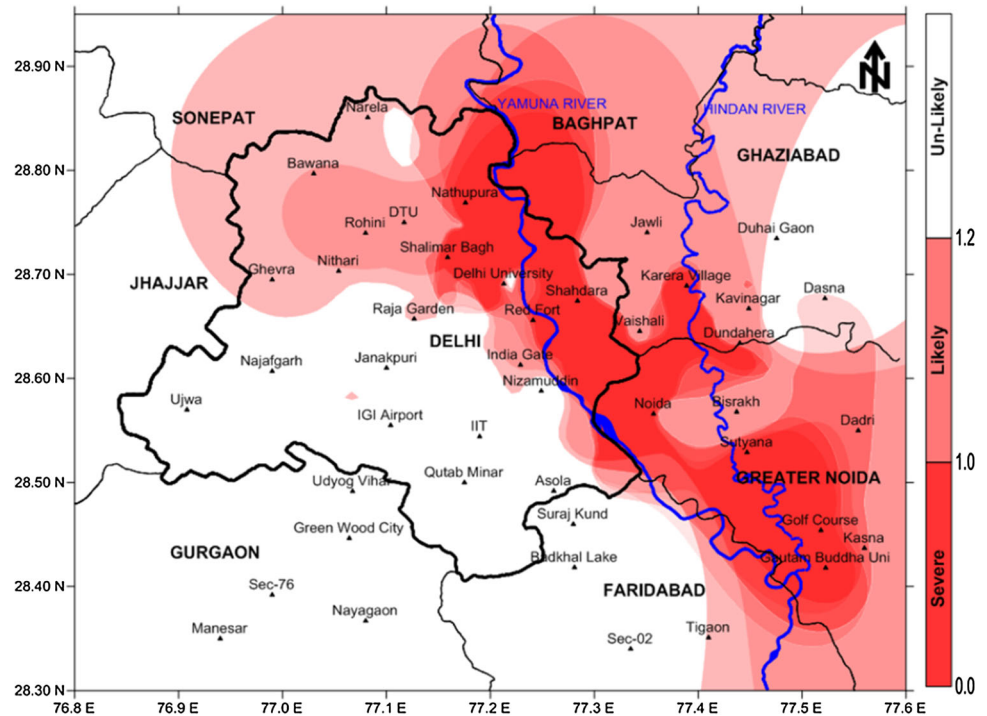 28.90 N
28.80 N
28.70 N
28.60 N
28.50 N
28.40 N
28.30 N
76.8 E
76.9 E
77.0 E
77.1 E
77.2 E
77.3 E
77.4 E
77.5 E
77.6 E
N
YAMUNA RIVER
HINDAN RIVER
Narela
SONEPAT
BAGHPAT
GHAZIABAD
Bawana
Nathupura
DTU
Rohini
Jawli
Duhai Gaon
Shalimar Bagh
Nithari
Ghevra
Delhi University
Karera Village
JHAJJAR
Shahdara
Dasna
Kavinagar
Raja Garden
Red Fort
Vaishali
Dundahera
DELHI
India Gate
Najafgarh
Janakpuri
Nizamuddin
Ujwa
Noida
Bisrakh
IGI Airport
IIT
Dadri
Sutyana
Qutab Minar
GREATER NOIDA
Udyog Vihar
Asola
Suraj Kund
Golf Course
Green Wood City
Kasna
GURGAON
Badkhal Lake
Gautam Buddha Uni
Sec-76
FARIDABAD
Nayagaon
Manesar
Sec-02
Tigaon
Un-Likely
1.2
Likely
1.0
Severe
0.0